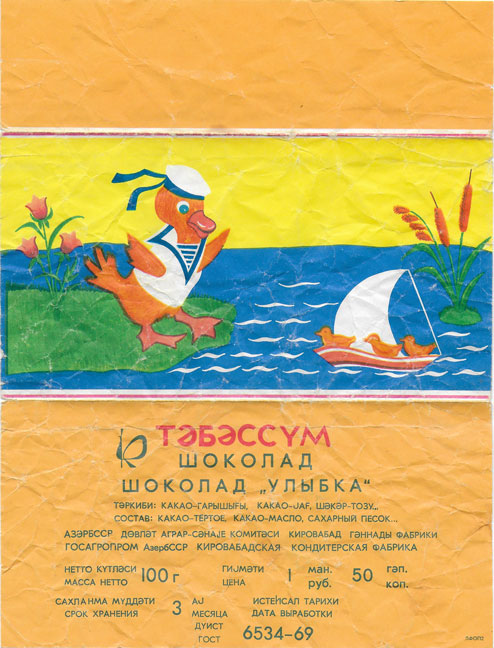 ТӘБӘССҮМ
ШОКОЛАД
ШОКОЛАД „УЛЫБКА“
ТӘРКИБИ: КАКАО-ГАРЫШЫҒЫ, КАКАО-ЈАҒ, ШӘКӘР-ТОЗУ...
СОСТАВ: КАКАО-ТЕРТОЕ, КАКАО-МАСЛО, САХАРНЫЙ ПЕСОК...
АЗӘРБССР ДӨВЛӘТ АГРАР-СӘНАЈЕ КОМИТӘСИ КИРОВАБАД ГӘННАДЫ ФАБРИКИ
ГОСАГРОПРОМ АзербССР КИРОВАБАДСКАЯ КОНДИТЕРСКАЯ ФАБРИКА
НЕТТО КҮТЛӘСИ 100 г ГИЈМӘТИ 1 ман. 50 гәп.
МАССА НЕТТО ЦЕНА руб. коп.
САХЛАНМА МҮДДӘТИ 3 АЈ ИСТЕҺСАЛ ТАРИХИ
СРОК ХРАНЕНИЯ МЕСЯЦА ДАТА ВЫРАБОТКИ
ДУИСТ
ГОСТ 6534-69